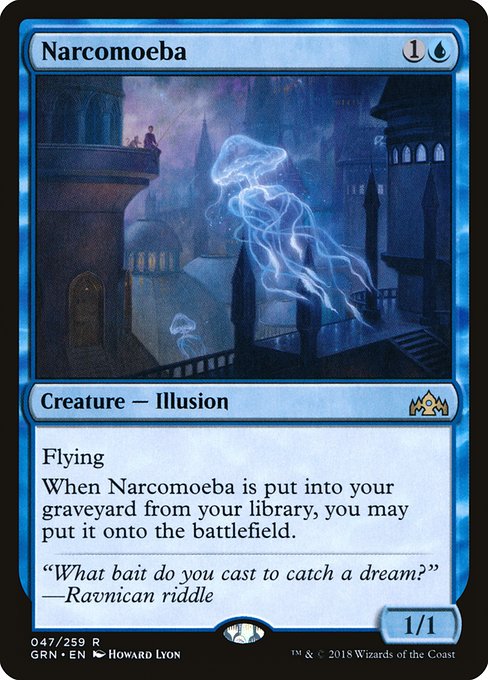 Narcomoeba 1
Creature — Illusion
Flying
When Narcomoeba is put into your
graveyard from your library, you may
put it onto the battlefield.
“What bait do you cast to catch a dream?”
—Ravnican riddle
1/1
047/259 R
GRN • EN Howard Lyon
™ & © 2018 Wizards of the Coast